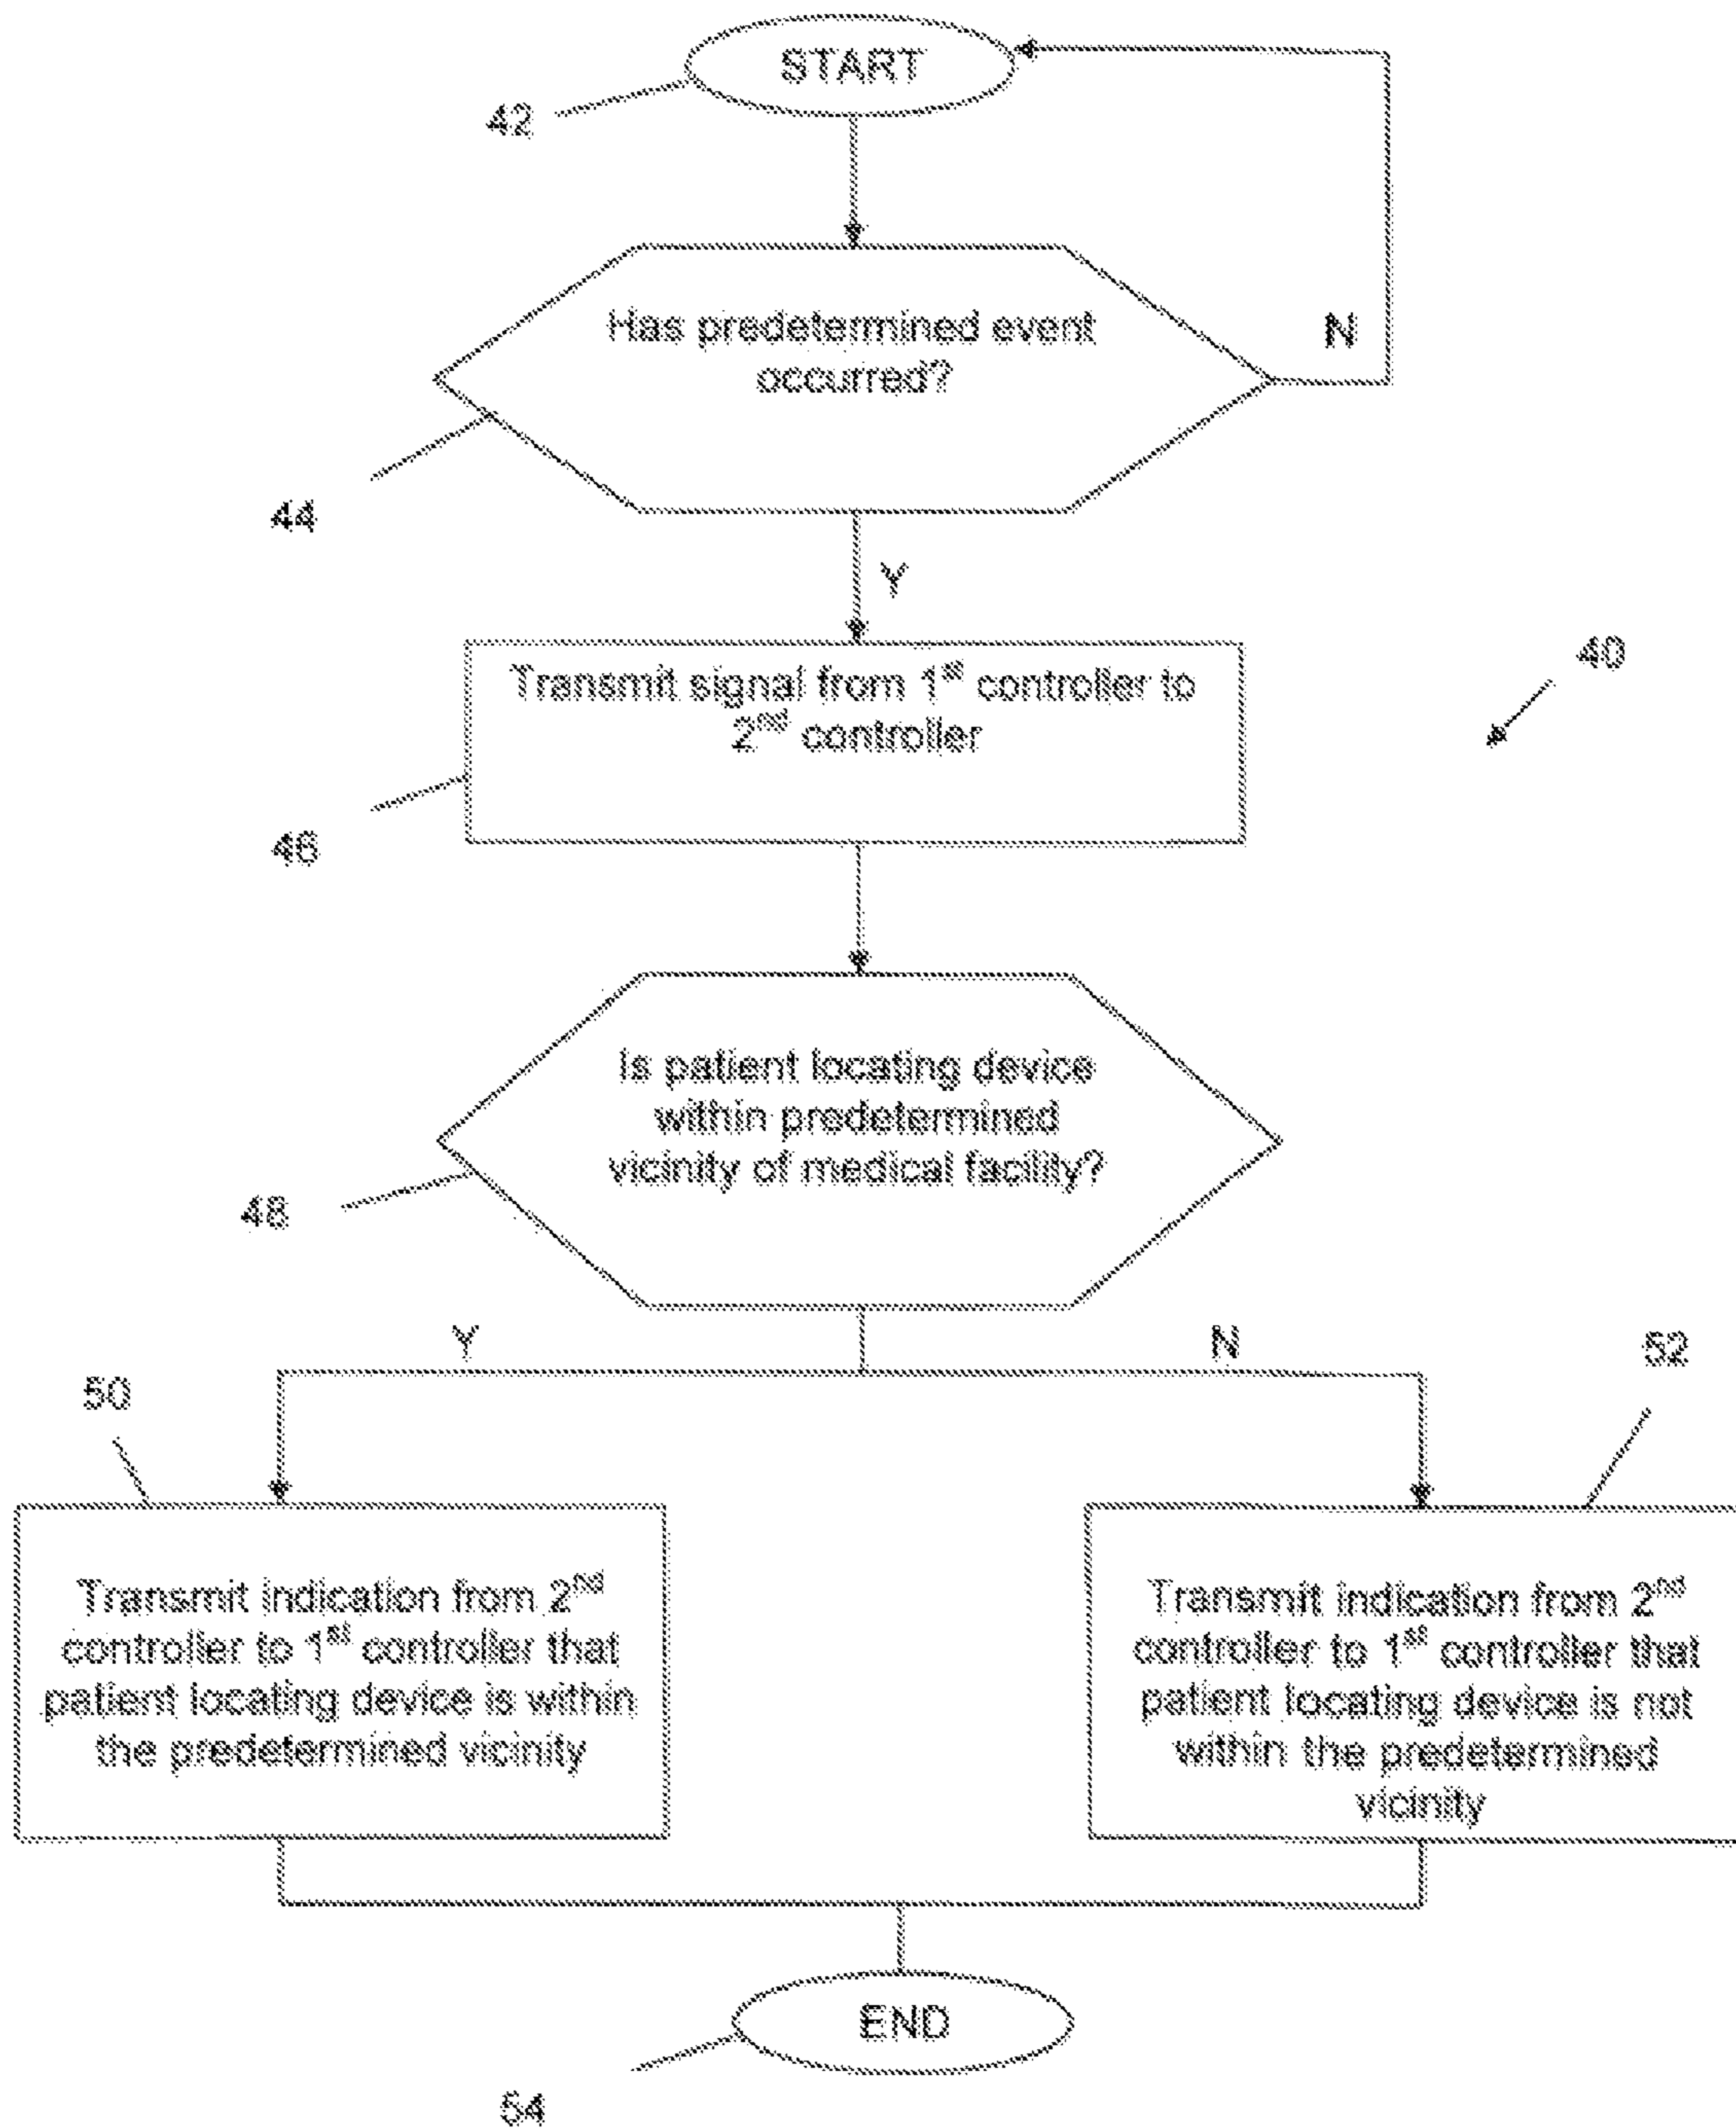 START
42
Has predetermined event
occurred?
N
44
Y
Transmit signal from 1st controller to
2nd controller
40
46
Is patient locating device
within predetermined
vicinity of medical facility?
48
Y
N
50
52
Transmit indication from 2nd
controller to 1st controller that
patient locating device is within
the predetermined vicinity
Transmit indication from 2nd
controller to 1st controller that
patient locating device is not
within the predetermined
vicinity
END
54